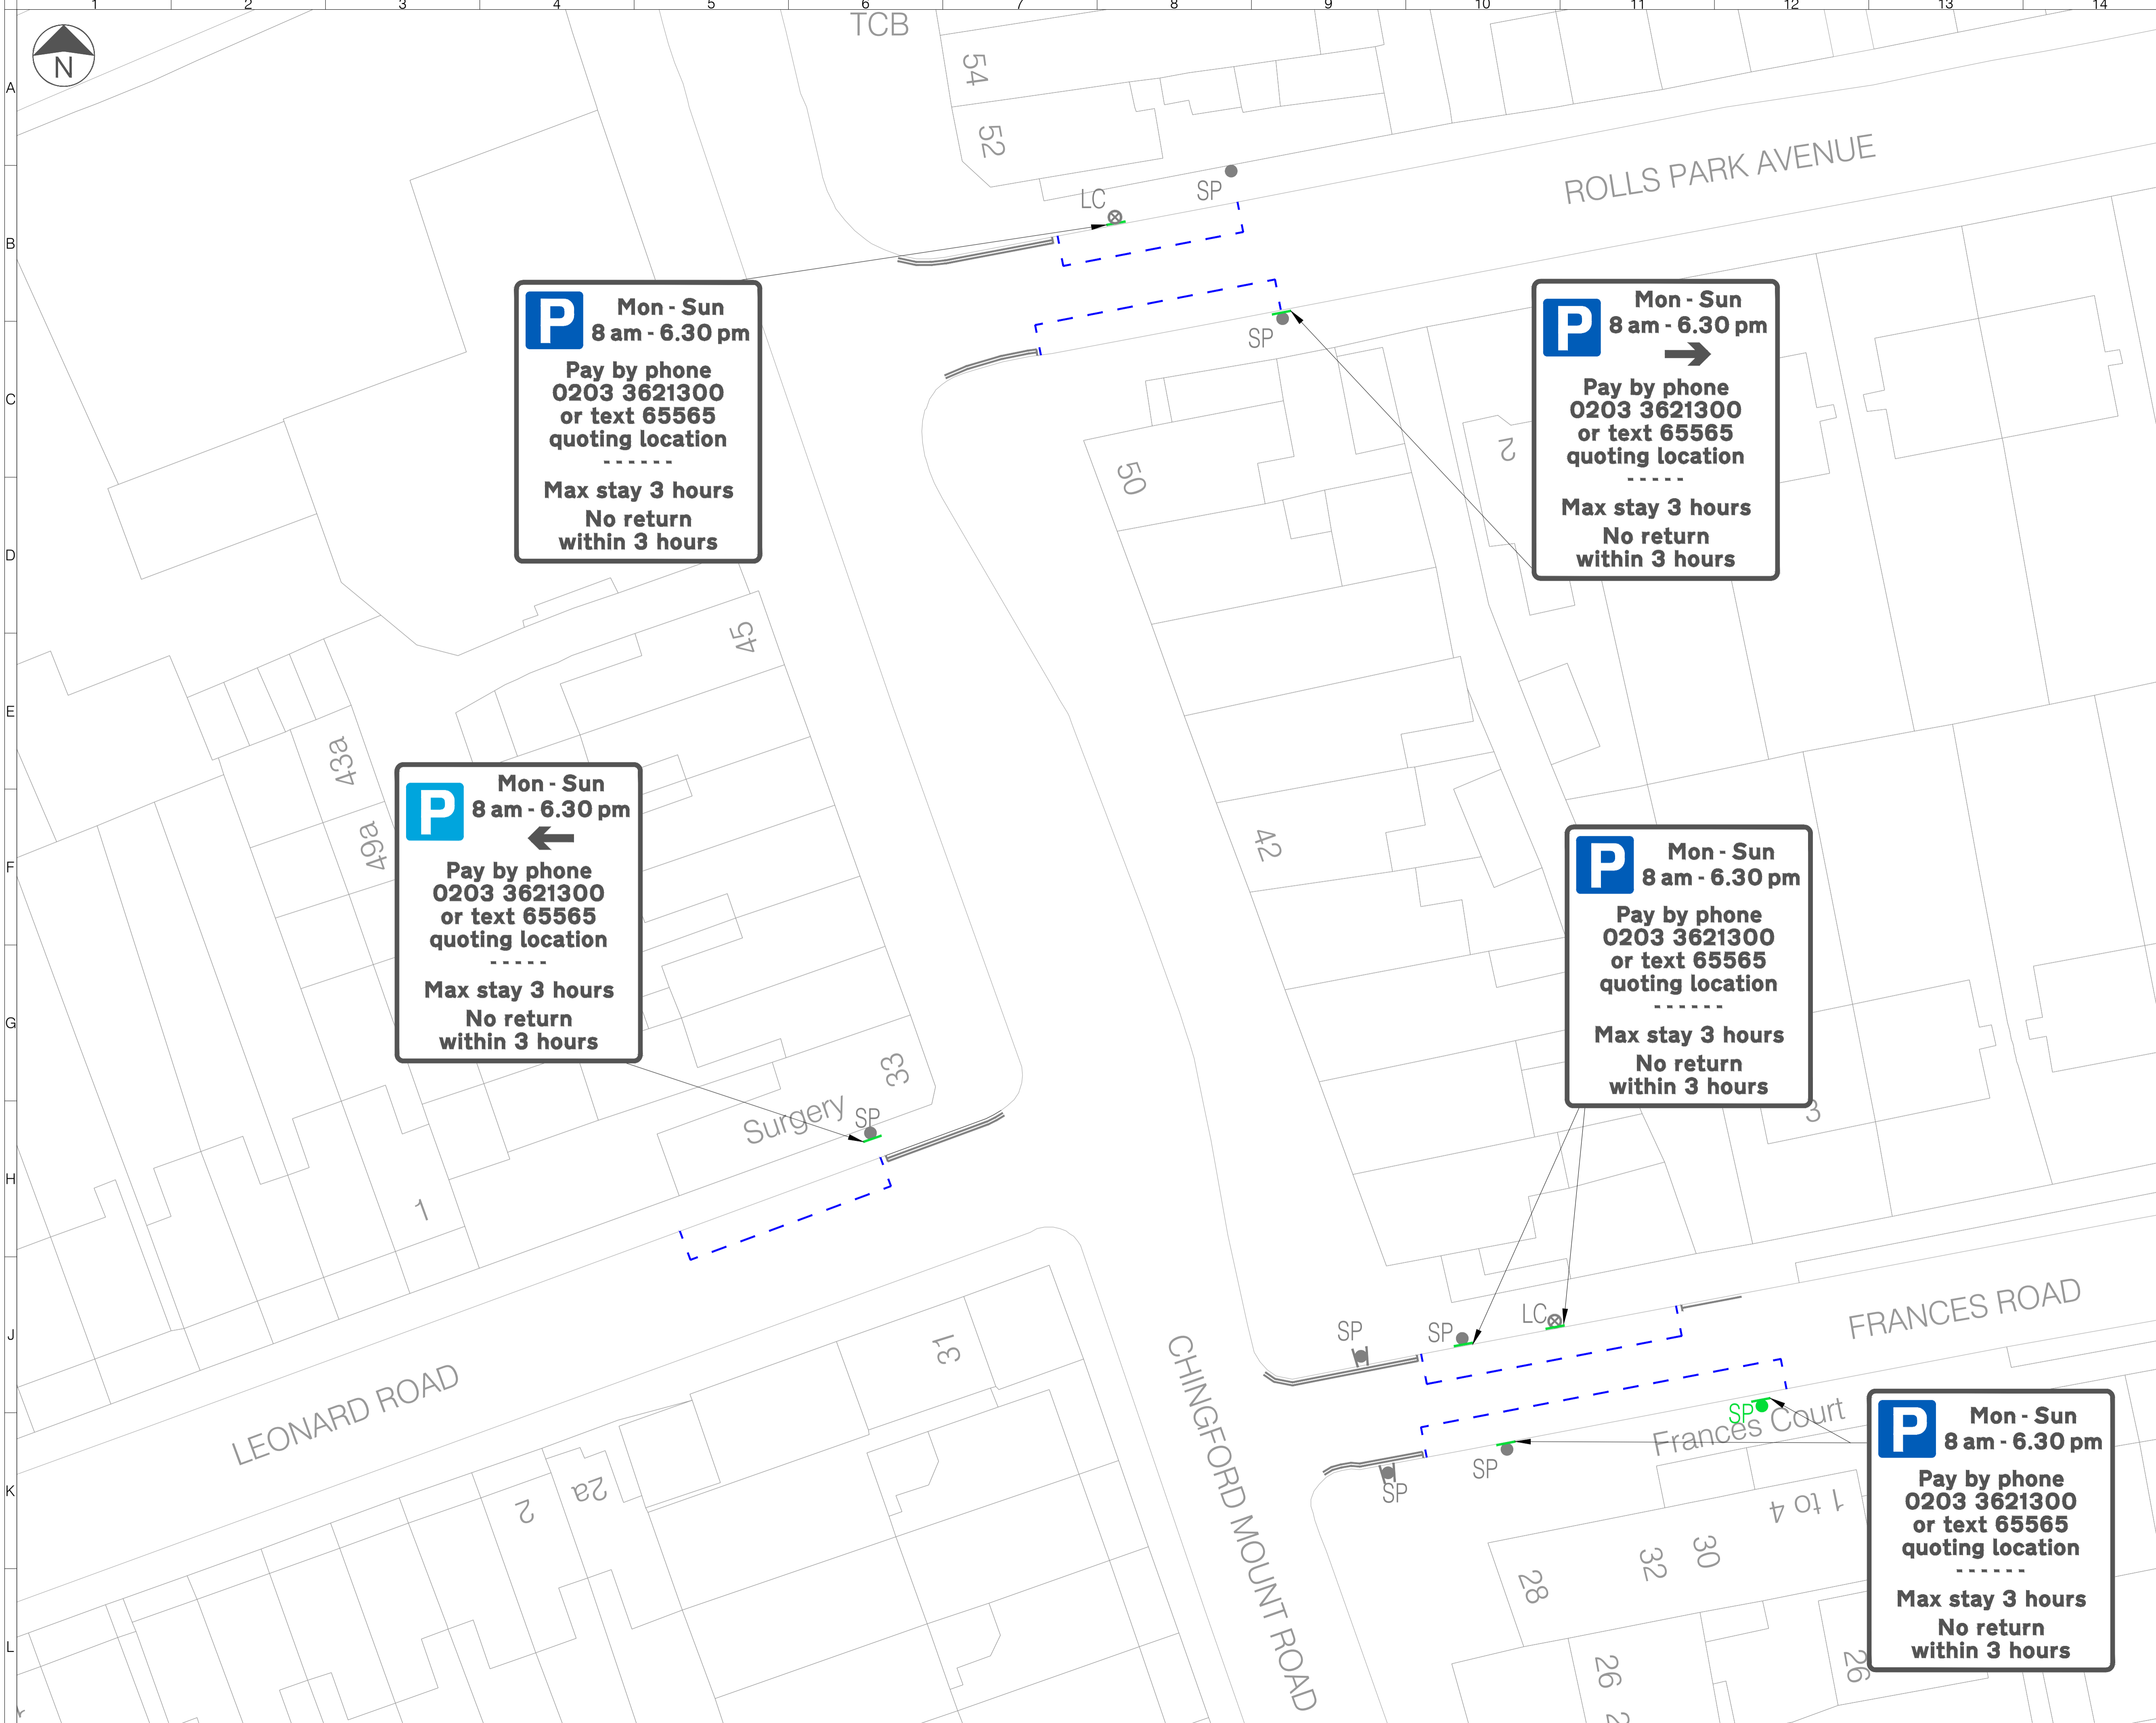 1 2 3 4 5 6 7 8 9 10 11 12 13 14
A
B
C
D
E
F
G
H
J
K
L
N
TCB
54
52
LC
SP
ROLLS PARK AVENUE
P
Mon - Sun
8 am - 6.30 pm
Pay by phone
0203 3621300
or text 65565
quoting location
Max stay 3 hours
No return
within 3 hours
SP
P
Mon - Sun
8 am - 6.30 pm
Pay by phone
0203 3621300
or text 65565
quoting location
Max stay 3 hours
No return
within 3 hours
50
2
45
43a
49a
P
Mon - Sun
8 am - 6.30 pm
Pay by phone
0203 3621300
or text 65565
quoting location
Max stay 3 hours
No return
within 3 hours
42
P
Mon - Sun
8 am - 6.30 pm
Pay by phone
0203 3621300
or text 65565
quoting location
Max stay 3 hours
No return
within 3 hours
33
Surgery
SP
3
1
SP
SP
LC
FRANCES ROAD
31
LEONARD ROAD
CHINGFORD MOUNT ROAD
SP
Frances Court
SP
SP
P
Mon - Sun
8 am - 6.30 pm
Pay by phone
0203 3621300
or text 65565
quoting location
Max stay 3 hours
No return
within 3 hours
2
2a
1 to 4
30
32
28
26
26